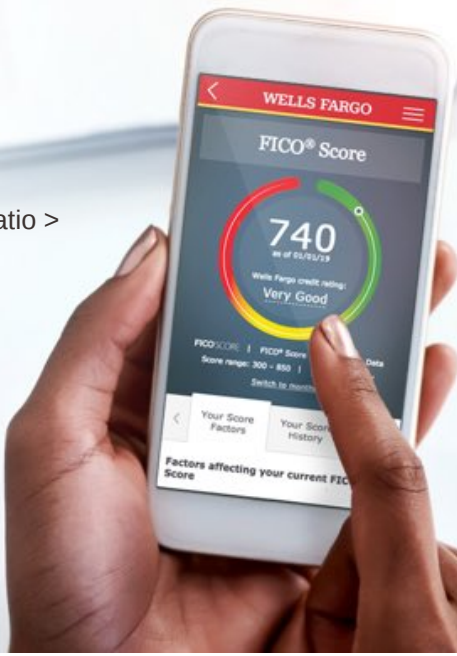 atio >
WELLS FARGO
FICO® Score
740
as of 01/01/19
Wells Fargo credit rating:
Very Good
FICO SCORE | FICO® Score Data
Score range: 300 - 850 |
Switch to
Your Score
Factors
Your Score
History
Factors affecting your current FICO
Score